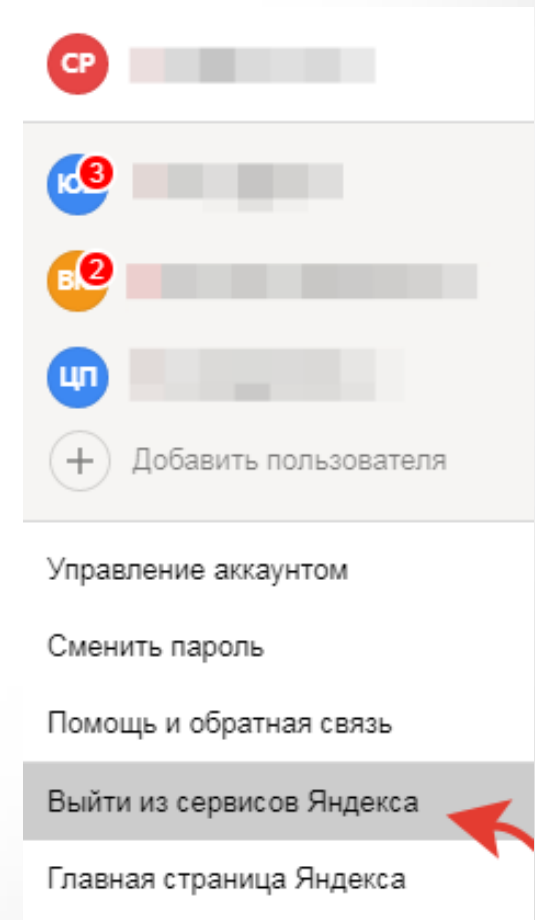 СР
3
2
ЦП
Добавить пользователя
Управление аккаунтом
Сменить пароль
Помощь и обратная связь
Выйти из сервисов Яндекса
Главная страница Яндекса